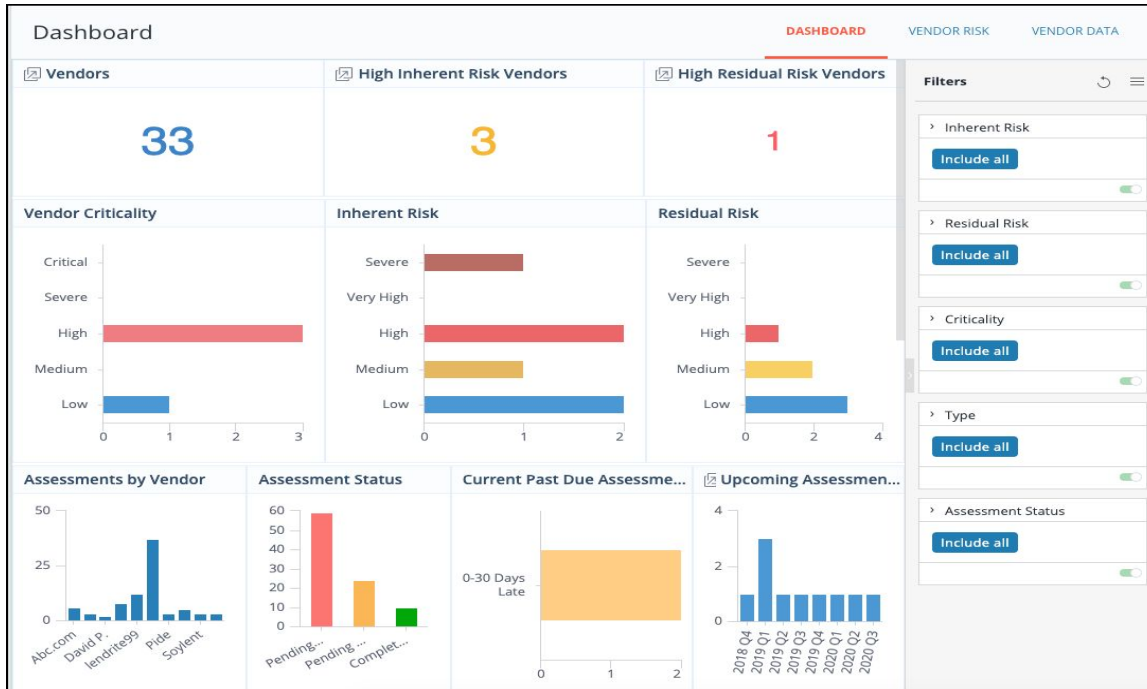 Dashboard
DASHBOARD
VENDOR RISK
VENDOR DATA
Vendors
High Inherent Risk Vendors
High Residual Risk Vendors
33
3
1
Vendor Criticality
Critical
Severe
High
Medium
Low
0 1 2 3
Inherent Risk
Severe
Very High
High
Medium
Low
0 1 2
Residual Risk
Severe
Very High
High
Medium
Low
0 2 4
Assessments by Vendor
50
25
0
Abc.com
David P.
lendrite99
Pide
Soylent
Assessment Status
60
50
40
30
20
10
0
Pending...
Pending ...
Complet...
Current Past Due Assessme...
0-30 Days
Late
0 1 2
Upcoming Assessmen...
4
2
0
2018 Q4
2019 Q1
2019 Q2
2019 Q3
2019 Q4
2020 Q1
2020 Q2
2020 Q3
Filters
Inherent Risk
Include all
Residual Risk
Include all
Criticality
Include all
Type
Include all
Assessment Status
Include all